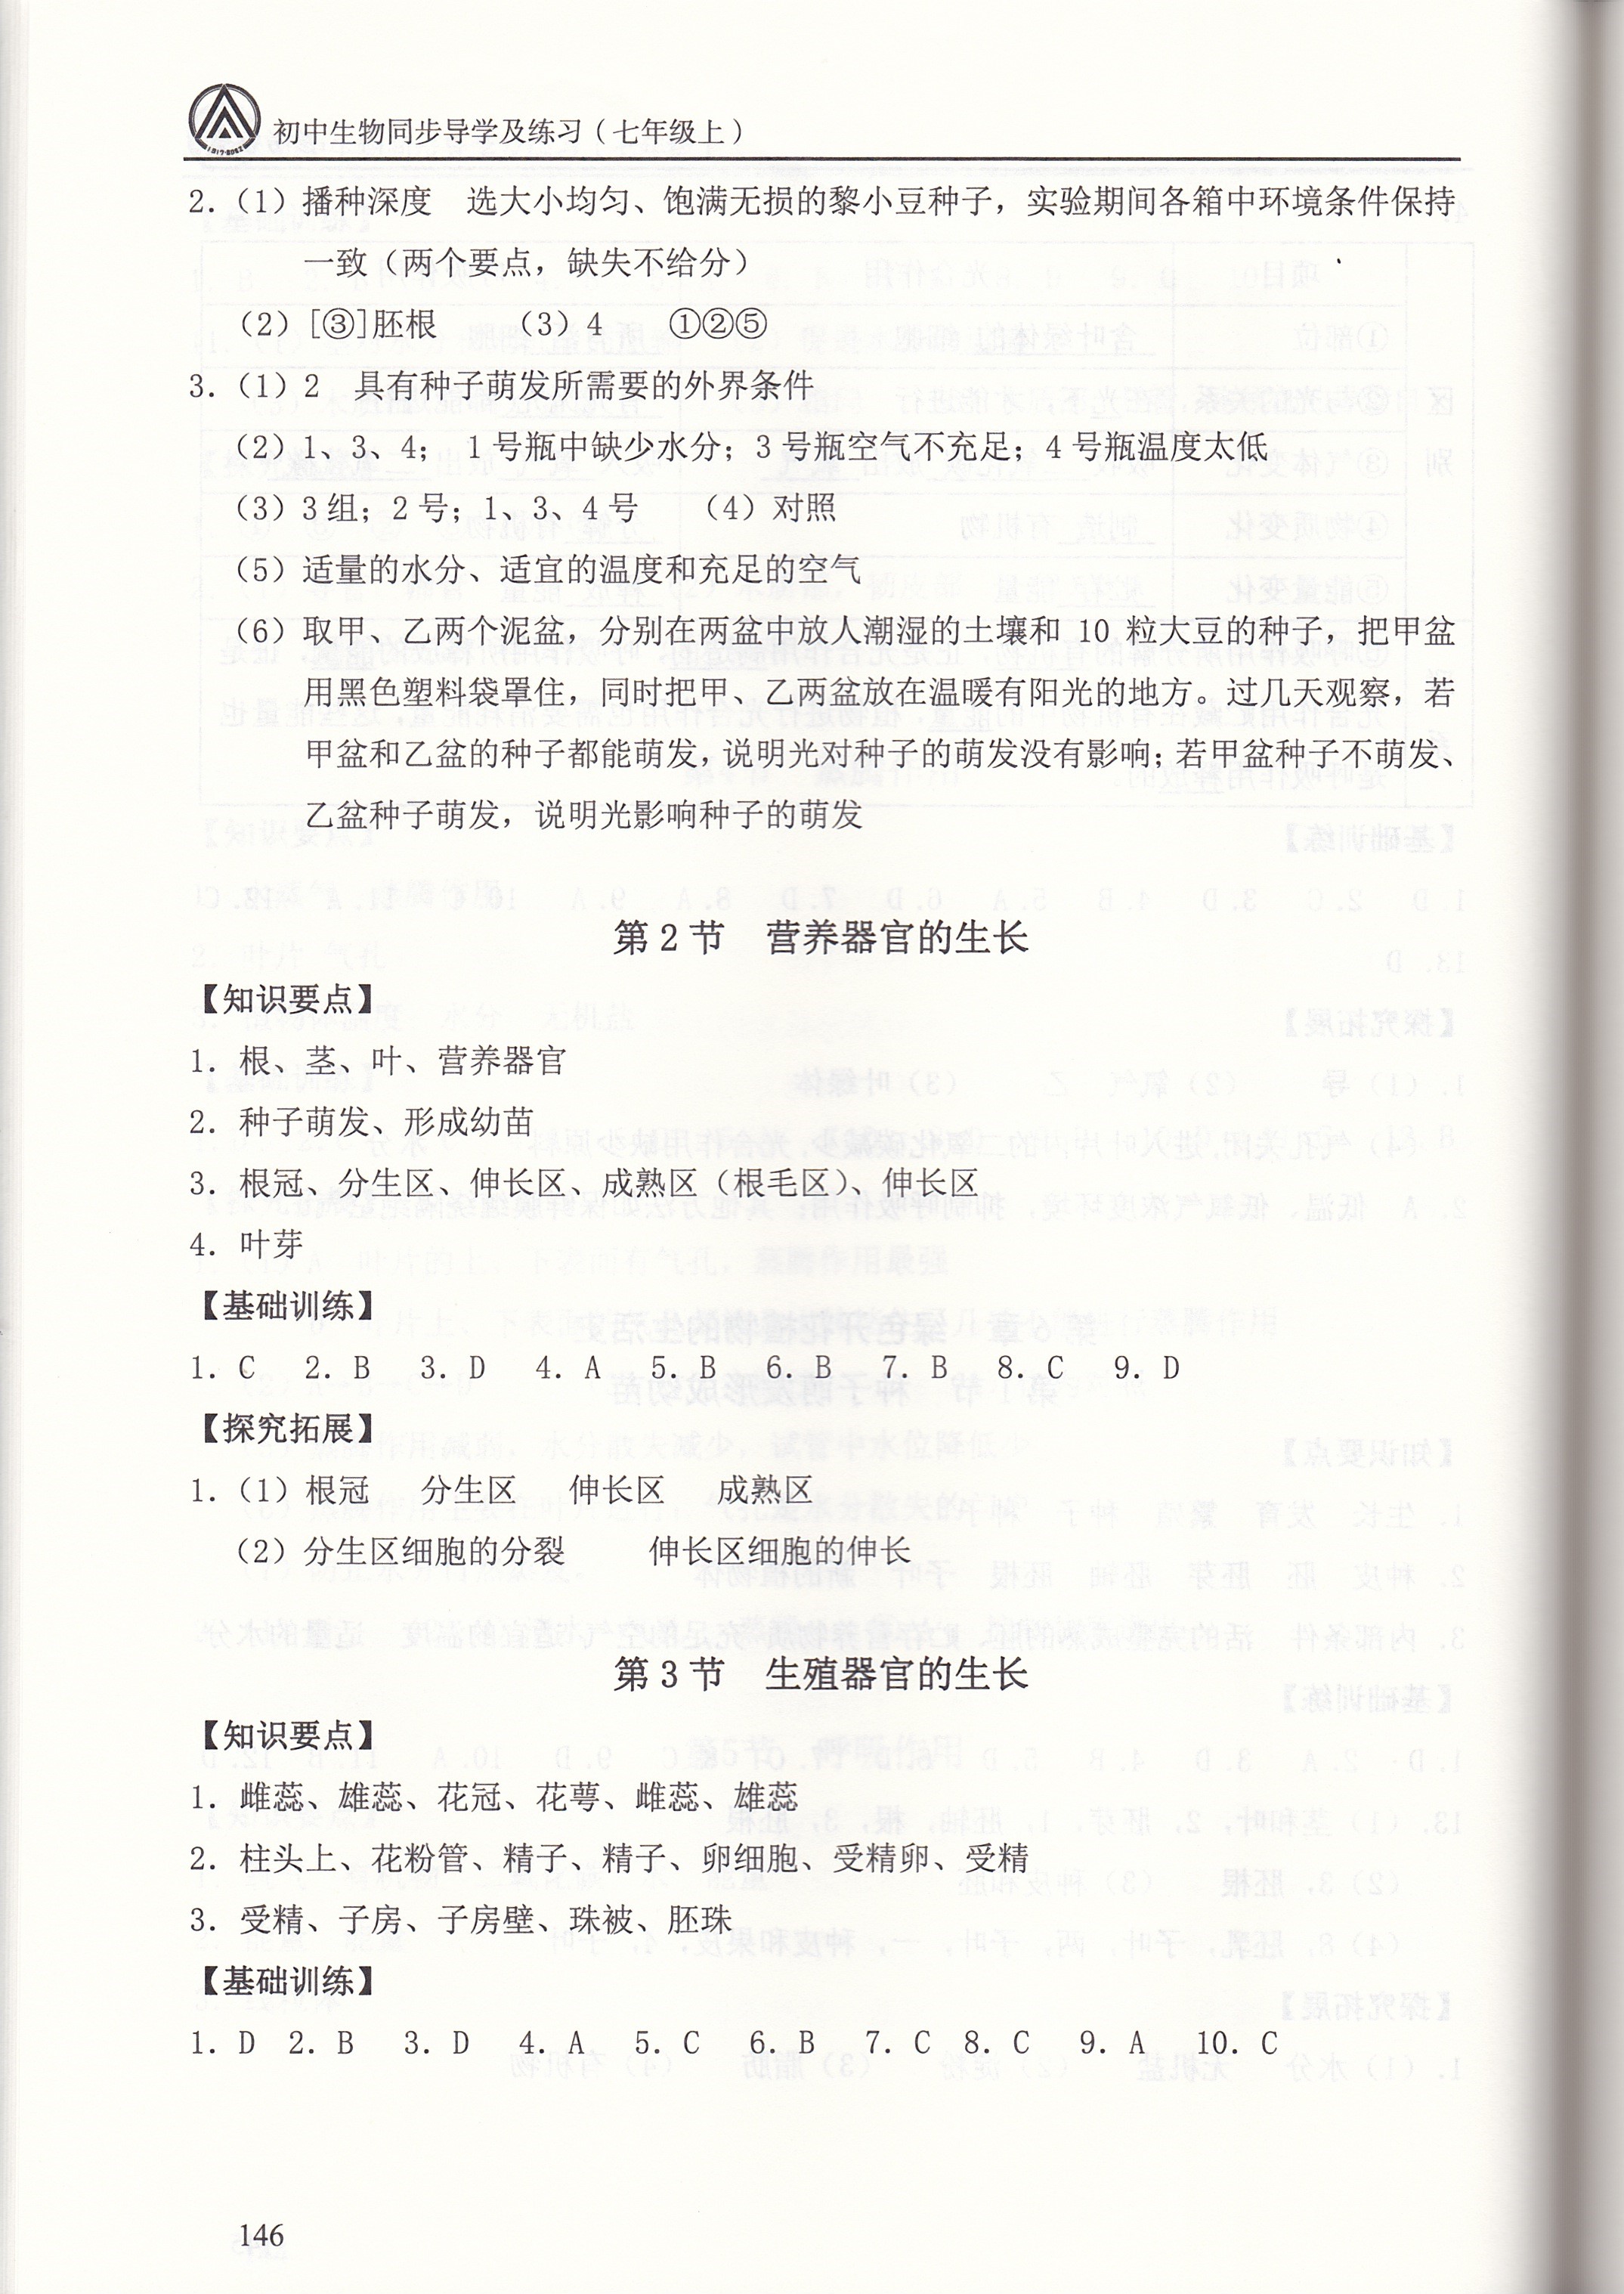 初中生物同步导学及练习（七年级上）
2.（1）播种深度　选大小均匀、饱满无损的黎小豆种子，实验期间各箱中环境条件保持
一致（两个要点，缺失不给分）
（2）[③]胚根　（3）4　①②⑤
3.（1）2　具有种子萌发所需要的外界条件
（2）1、3、4；　1号瓶中缺少水分；3号瓶空气不充足；4号瓶温度太低
（3）3组；2号；1、3、4号　（4）对照
（5）适量的水分、适宜的温度和充足的空气
（6）取甲、乙两个泥盆，分别在两盆中放人潮湿的土壤和 10 粒大豆的种子，把甲盆
用黑色塑料袋罩住，同时把甲、乙两盆放在温暖有阳光的地方。过几天观察，若
甲盆和乙盆的种子都能萌发，说明光对种子的萌发没有影响；若甲盆种子不萌发、
乙盆种子萌发，说明光影响种子的萌发
第 2 节　营养器官的生长
【知识要点】
1. 根、茎、叶、营养器官
2. 种子萌发、形成幼苗
3. 根冠、分生区、伸长区、成熟区（根毛区）、伸长区
4. 叶芽
【基础训练】
1. C　2. B　3. D　4. A　5. B　6. B　7. B　8. C　9. D
【探究拓展】
1.（1）根冠　分生区　伸长区　成熟区
（2）分生区细胞的分裂　伸长区细胞的伸长
第 3 节　生殖器官的生长
【知识要点】
1. 雌蕊、雄蕊、花冠、花萼、雌蕊、雄蕊
2. 柱头上、花粉管、精子、精子、卵细胞、受精卵、受精
3. 受精、子房、子房壁、珠被、胚珠
【基础训练】
1. D　2. B　3. D　4. A　5. C　6. B　7. C　8. C　9. A　10. C
146